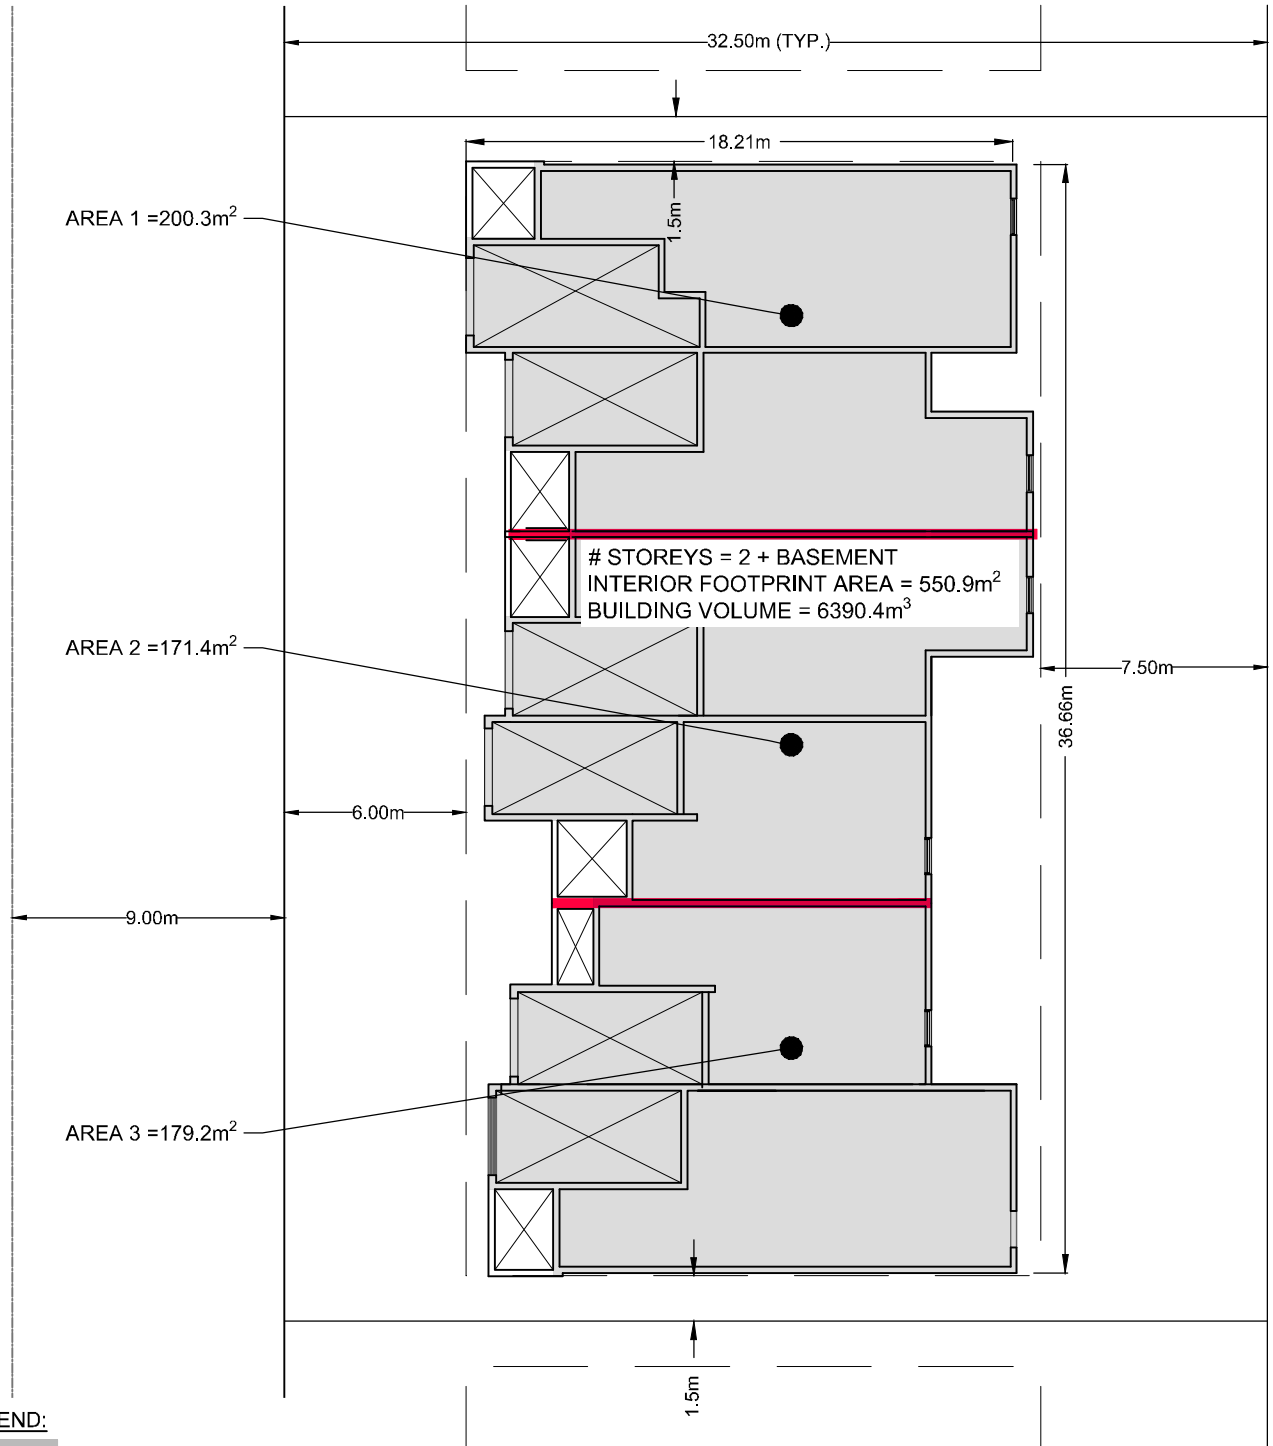 32.50m (TYP.)
18.21m
1.5m
AREA 1 =200.3m²
# STOREYS = 2 + BASEMENT
INTERIOR FOOTPRINT AREA = 550.9m²
BUILDING VOLUME = 6390.4m³
AREA 2 =171.4m²
7.50m
36.66m
6.00m
9.00m
AREA 3 =179.2m²
1.5m
END: